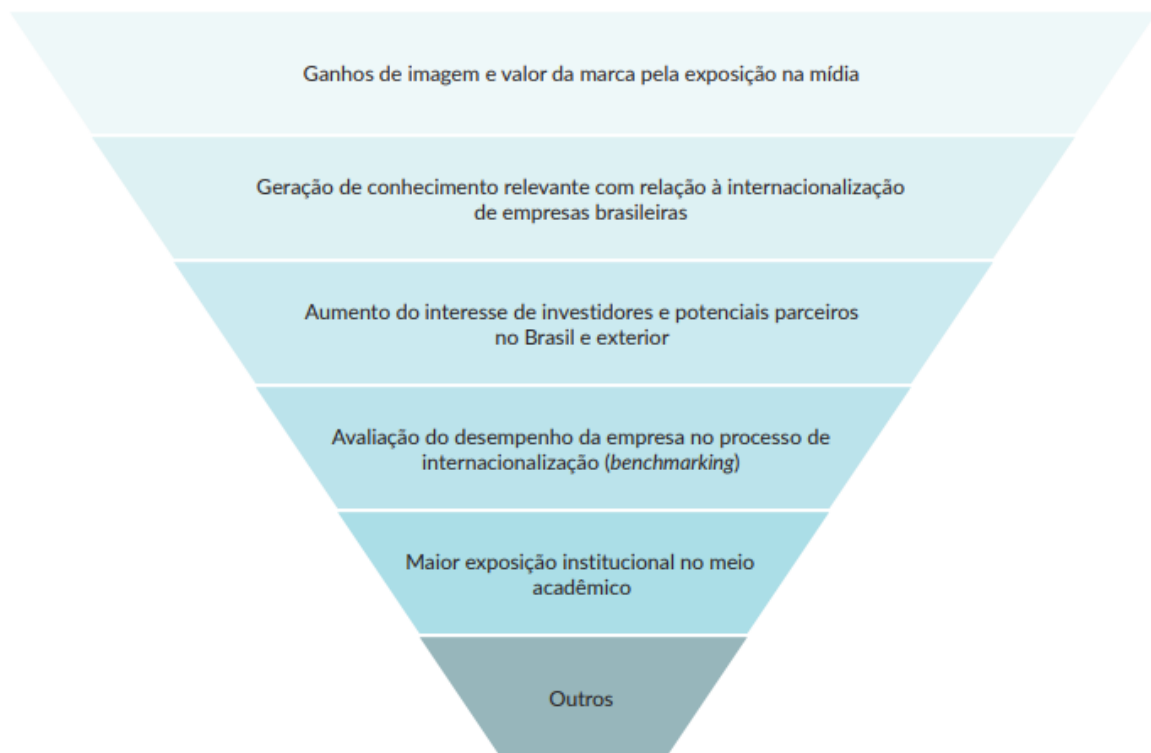 Ganhos de imagem e valor da marca pela exposição na mídia
Geração de conhecimento relevante com relação à internacionalização
de empresas brasileiras
Aumento do interesse de investidores e potenciais parceiros
no Brasil e exterior
Avaliação do desempenho da empresa no processo de
internacionalização (benchmarking)
Maior exposição institucional no meio
acadêmico
Outros